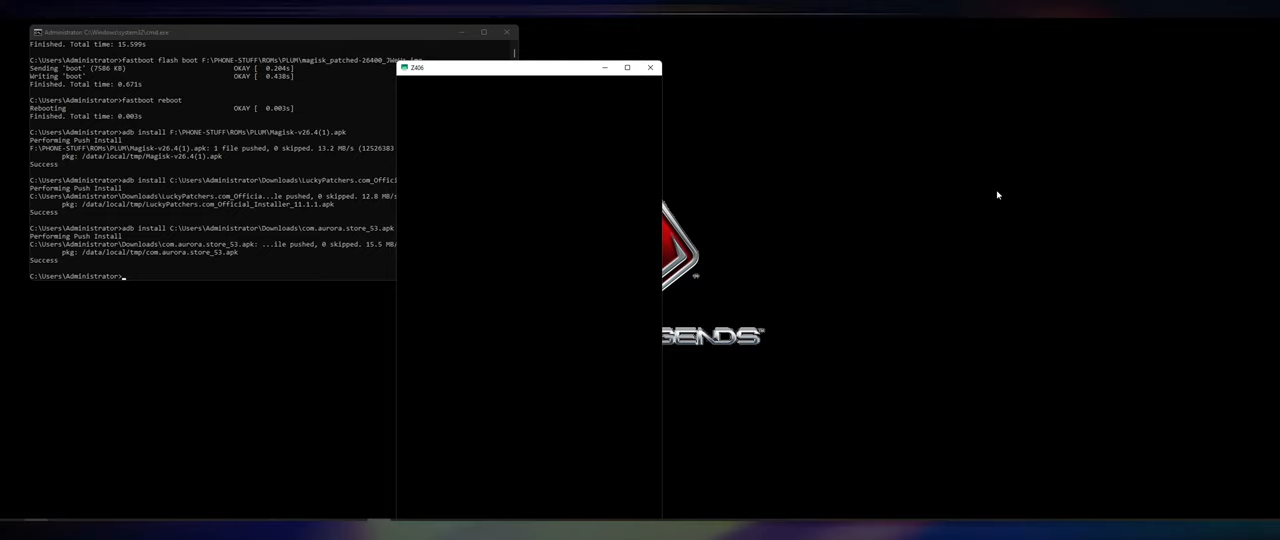 Administrator: C:\Windows\system32\cmd.exe
Finished. Total time: 15.599s
C:\Users\Administrator>fastboot flash boot F:\PHONE-STUFF\ROMs\PLUM\magisk_patched-26400
Sending 'boot' (7586 KB) OKAY [ 0.204s]
Writing 'boot' OKAY [ 0.438s]
Finished. Total time: 0.671s
C:\Users\Administrator>fastboot reboot
Rebooting OKAY [ 0.003s]
Finished. Total time: 0.003s
C:\Users\Administrator>adb install F:\PHONE-STUFF\ROMs\PLUM\Magisk-v26.4(1).apk
Performing Push Install
F:\PHONE-STUFF\ROMs\PLUM\Magisk-v26.4(1).apk: 1 file pushed, 0 skipped. 13.2 MB/s (12526383
pkg: /data/local/tmp/Magisk-v26.4(1).apk
Success
C:\Users\Administrator>adb install C:\Users\Administrator\Downloads\LuckyPatchers.com_Offic
Performing Push Install
C:\Users\Administrator\Downloads\LuckyPatchers.com_Officia...le pushed, 0 skipped. 12.8 MB/s
pkg: /data/local/tmp/LuckyPatchers.com_Official_Installer_11.1.1.apk
Success
C:\Users\Administrator>adb install C:\Users\Administrator\Downloads\com.aurora.store_53.apk
Performing Push Install
C:\Users\Administrator\Downloads\com.aurora.store_53.apk: ...ile pushed, 0 skipped. 15.5 MB/
pkg: /data/local/tmp/com.aurora.store_53.apk
Success
C:\Users\Administrator>_
Z406
GENDS™